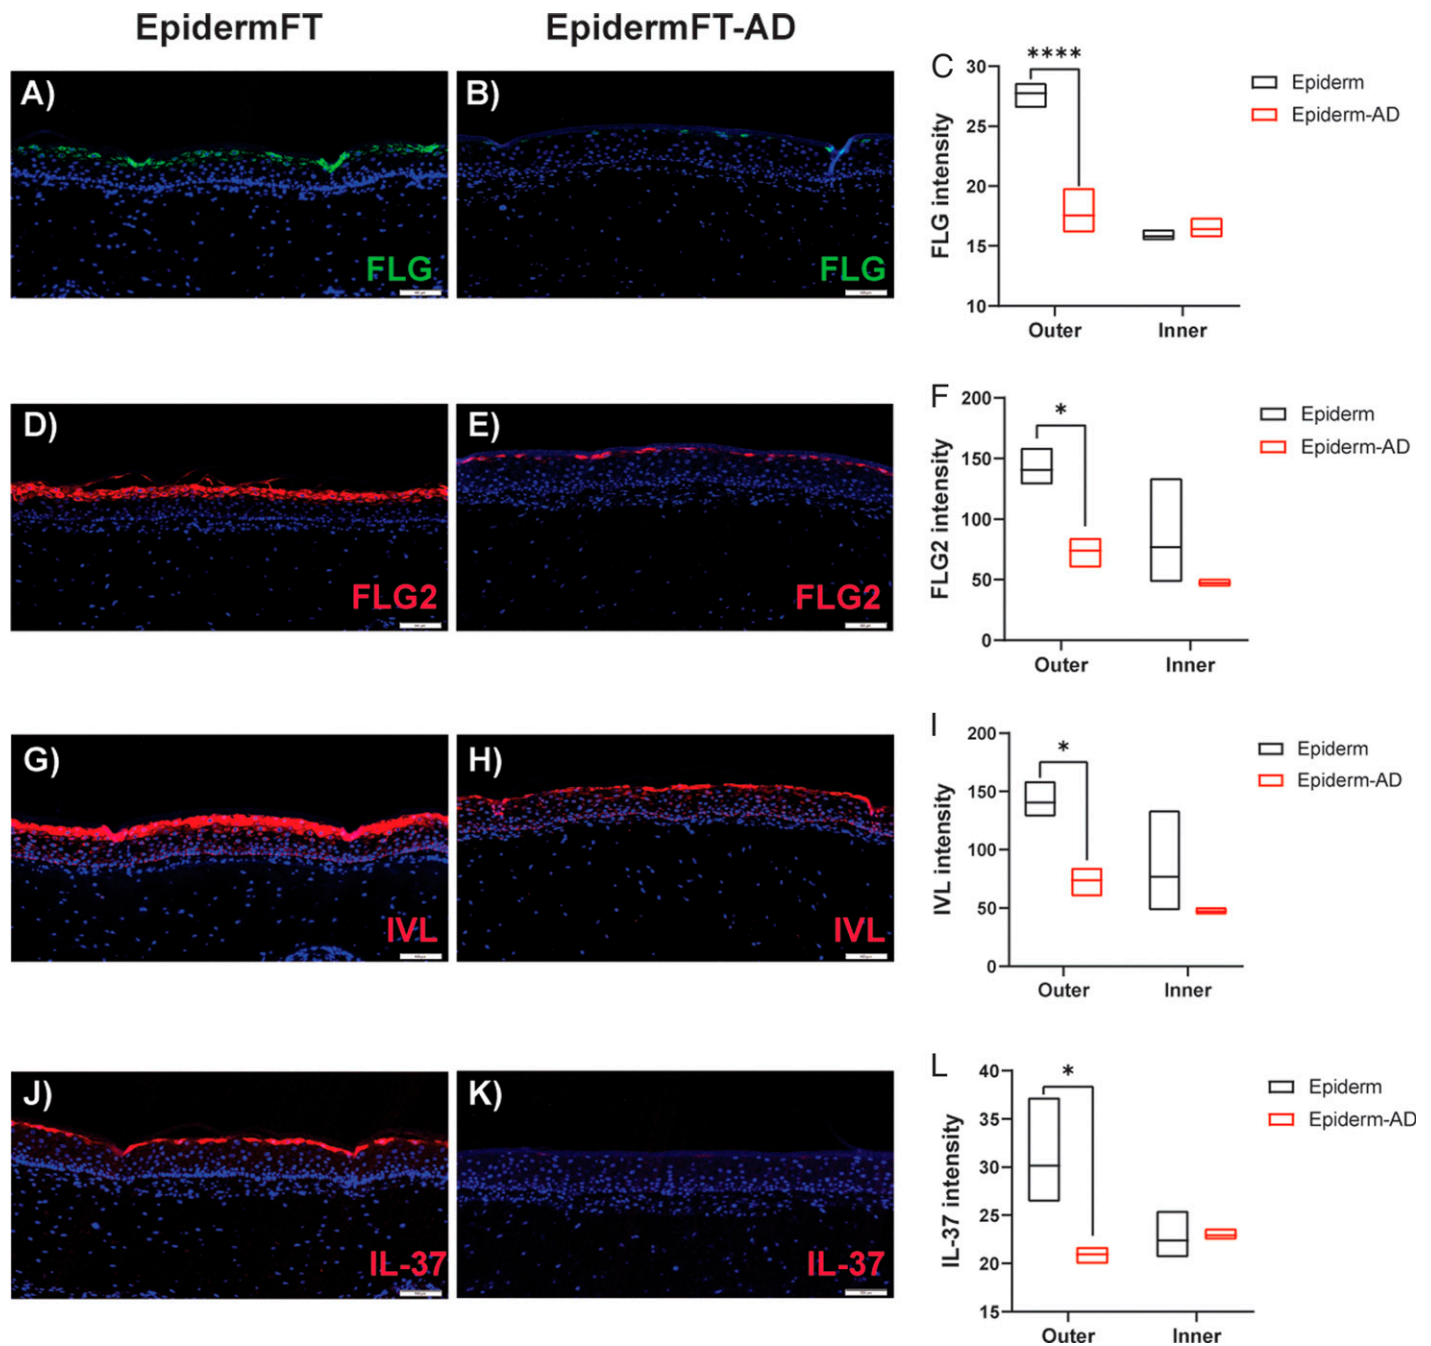 EpidermFT
EpidermFT-AD
A)
FLG
B)
FLG
C
****
30
25
20
15
10
FLG intensity
Outer
Inner
Epiderm
Epiderm-AD
D)
FLG2
E)
FLG2
F
*
200
150
100
50
0
FLG2 intensity
Outer
Inner
Epiderm
Epiderm-AD
G)
IVL
H)
IVL
I
*
200
150
100
50
0
IVL intensity
Outer
Inner
Epiderm
Epiderm-AD
J)
IL-37
K)
IL-37
L
*
40
35
30
25
20
15
IL-37 intensity
Outer
Inner
Epiderm
Epiderm-AD